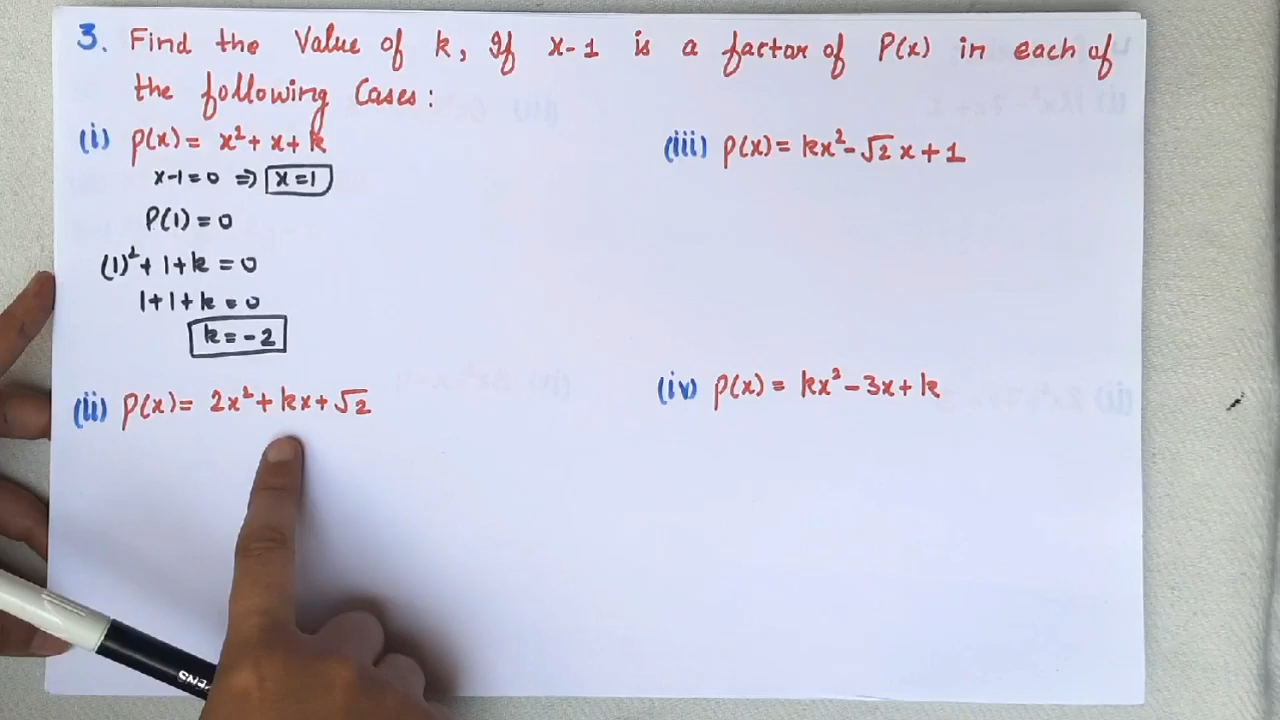 3. Find the Value of k, If x-1 is a factor of P(x) in each of
the following Cases:
(i) p(x) = x² + x + k
x-1=0 ⇒ x=1
P(1) = 0
(1)² + 1 + k = 0
1+1+k = 0
k = -2
(ii) p(x) = 2x² + kx + √2
(iii) p(x) = kx² - √2 x + 1
(iv) p(x) = kx² - 3x + k